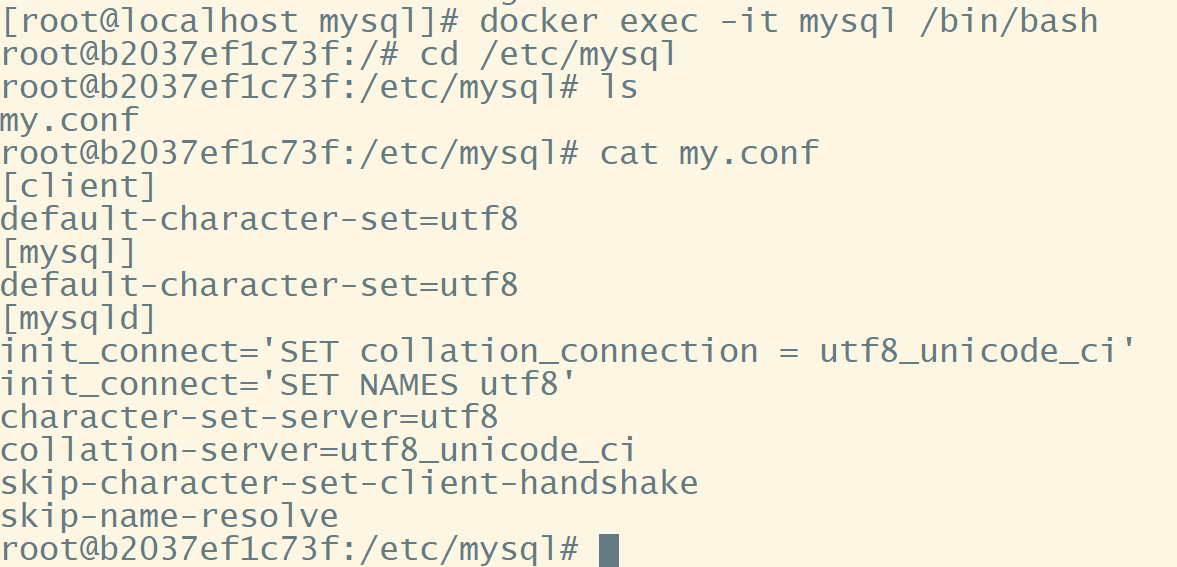 [root@localhost mysql]# docker exec -it mysql /bin/bash
root@b2037ef1c73f:/# cd /etc/mysql
root@b2037ef1c73f:/etc/mysql# ls
my.conf
root@b2037ef1c73f:/etc/mysql# cat my.conf
[client]
default-character-set=utf8
[mysql]
default-character-set=utf8
[mysqld]
init_connect='SET collation_connection = utf8_unicode_ci'
init_connect='SET NAMES utf8'
character-set-server=utf8
collation-server=utf8_unicode_ci
skip-character-set-client-handshake
skip-name-resolve
root@b2037ef1c73f:/etc/mysql#